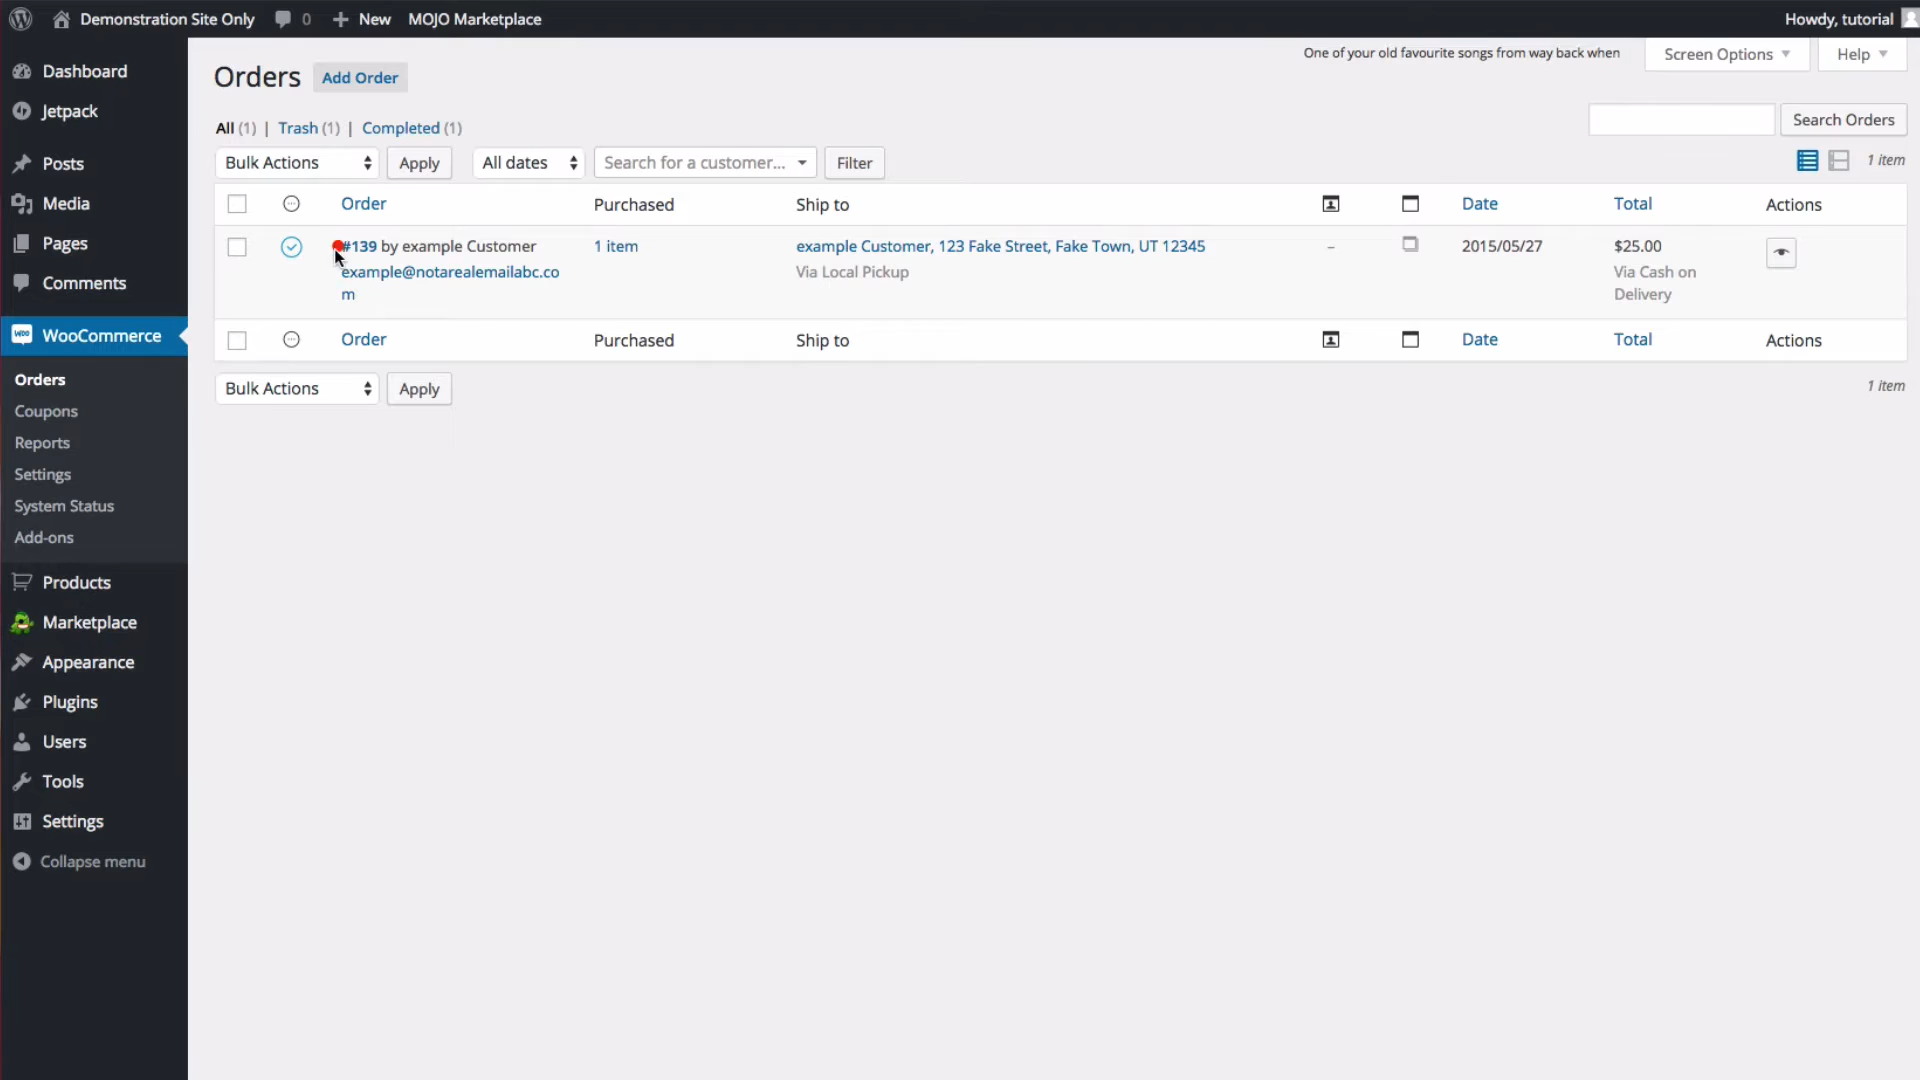 Demonstration Site Only 0 New MOJO Marketplace Howdy, tutorial
One of your old favourite songs from way back when Screen Options Help
Dashboard
Jetpack
Posts
Media
Pages
Comments
WooCommerce
Orders
Coupons
Reports
Settings
System Status
Add-ons
Products
Marketplace
Appearance
Plugins
Users
Tools
Settings
Collapse menu
Orders Add Order
All (1) | Trash (1) | Completed (1)
Search Orders
Bulk Actions Apply All dates Search for a customer... Filter 1 item
Order Purchased Ship to Date Total Actions
#139 by example Customer 1 item example Customer, 123 Fake Street, Fake Town, UT 12345 – 2015/05/27 $25.00
example@notarealemailabc.co Via Local Pickup Via Cash on
m Delivery
Order Purchased Ship to Date Total Actions
Bulk Actions Apply 1 item